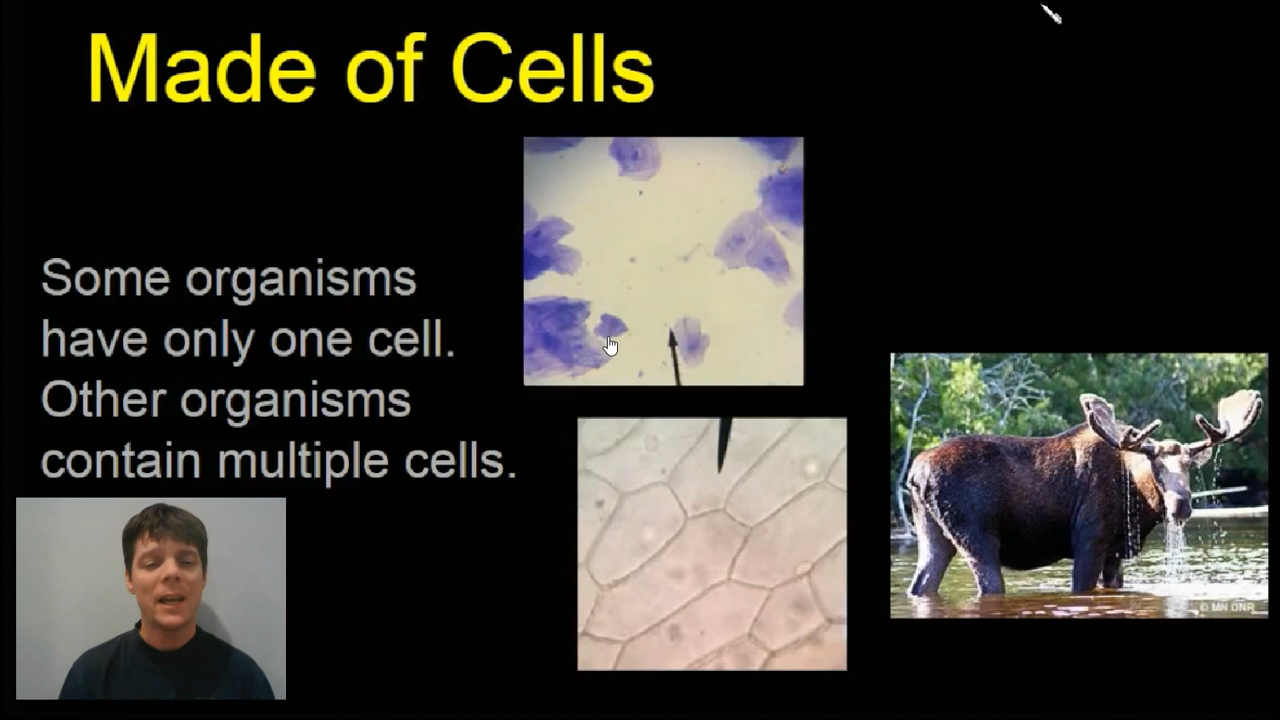 Made of Cells
Some organisms
have only one cell.
Other organisms
contain multiple cells.
© MN DNR